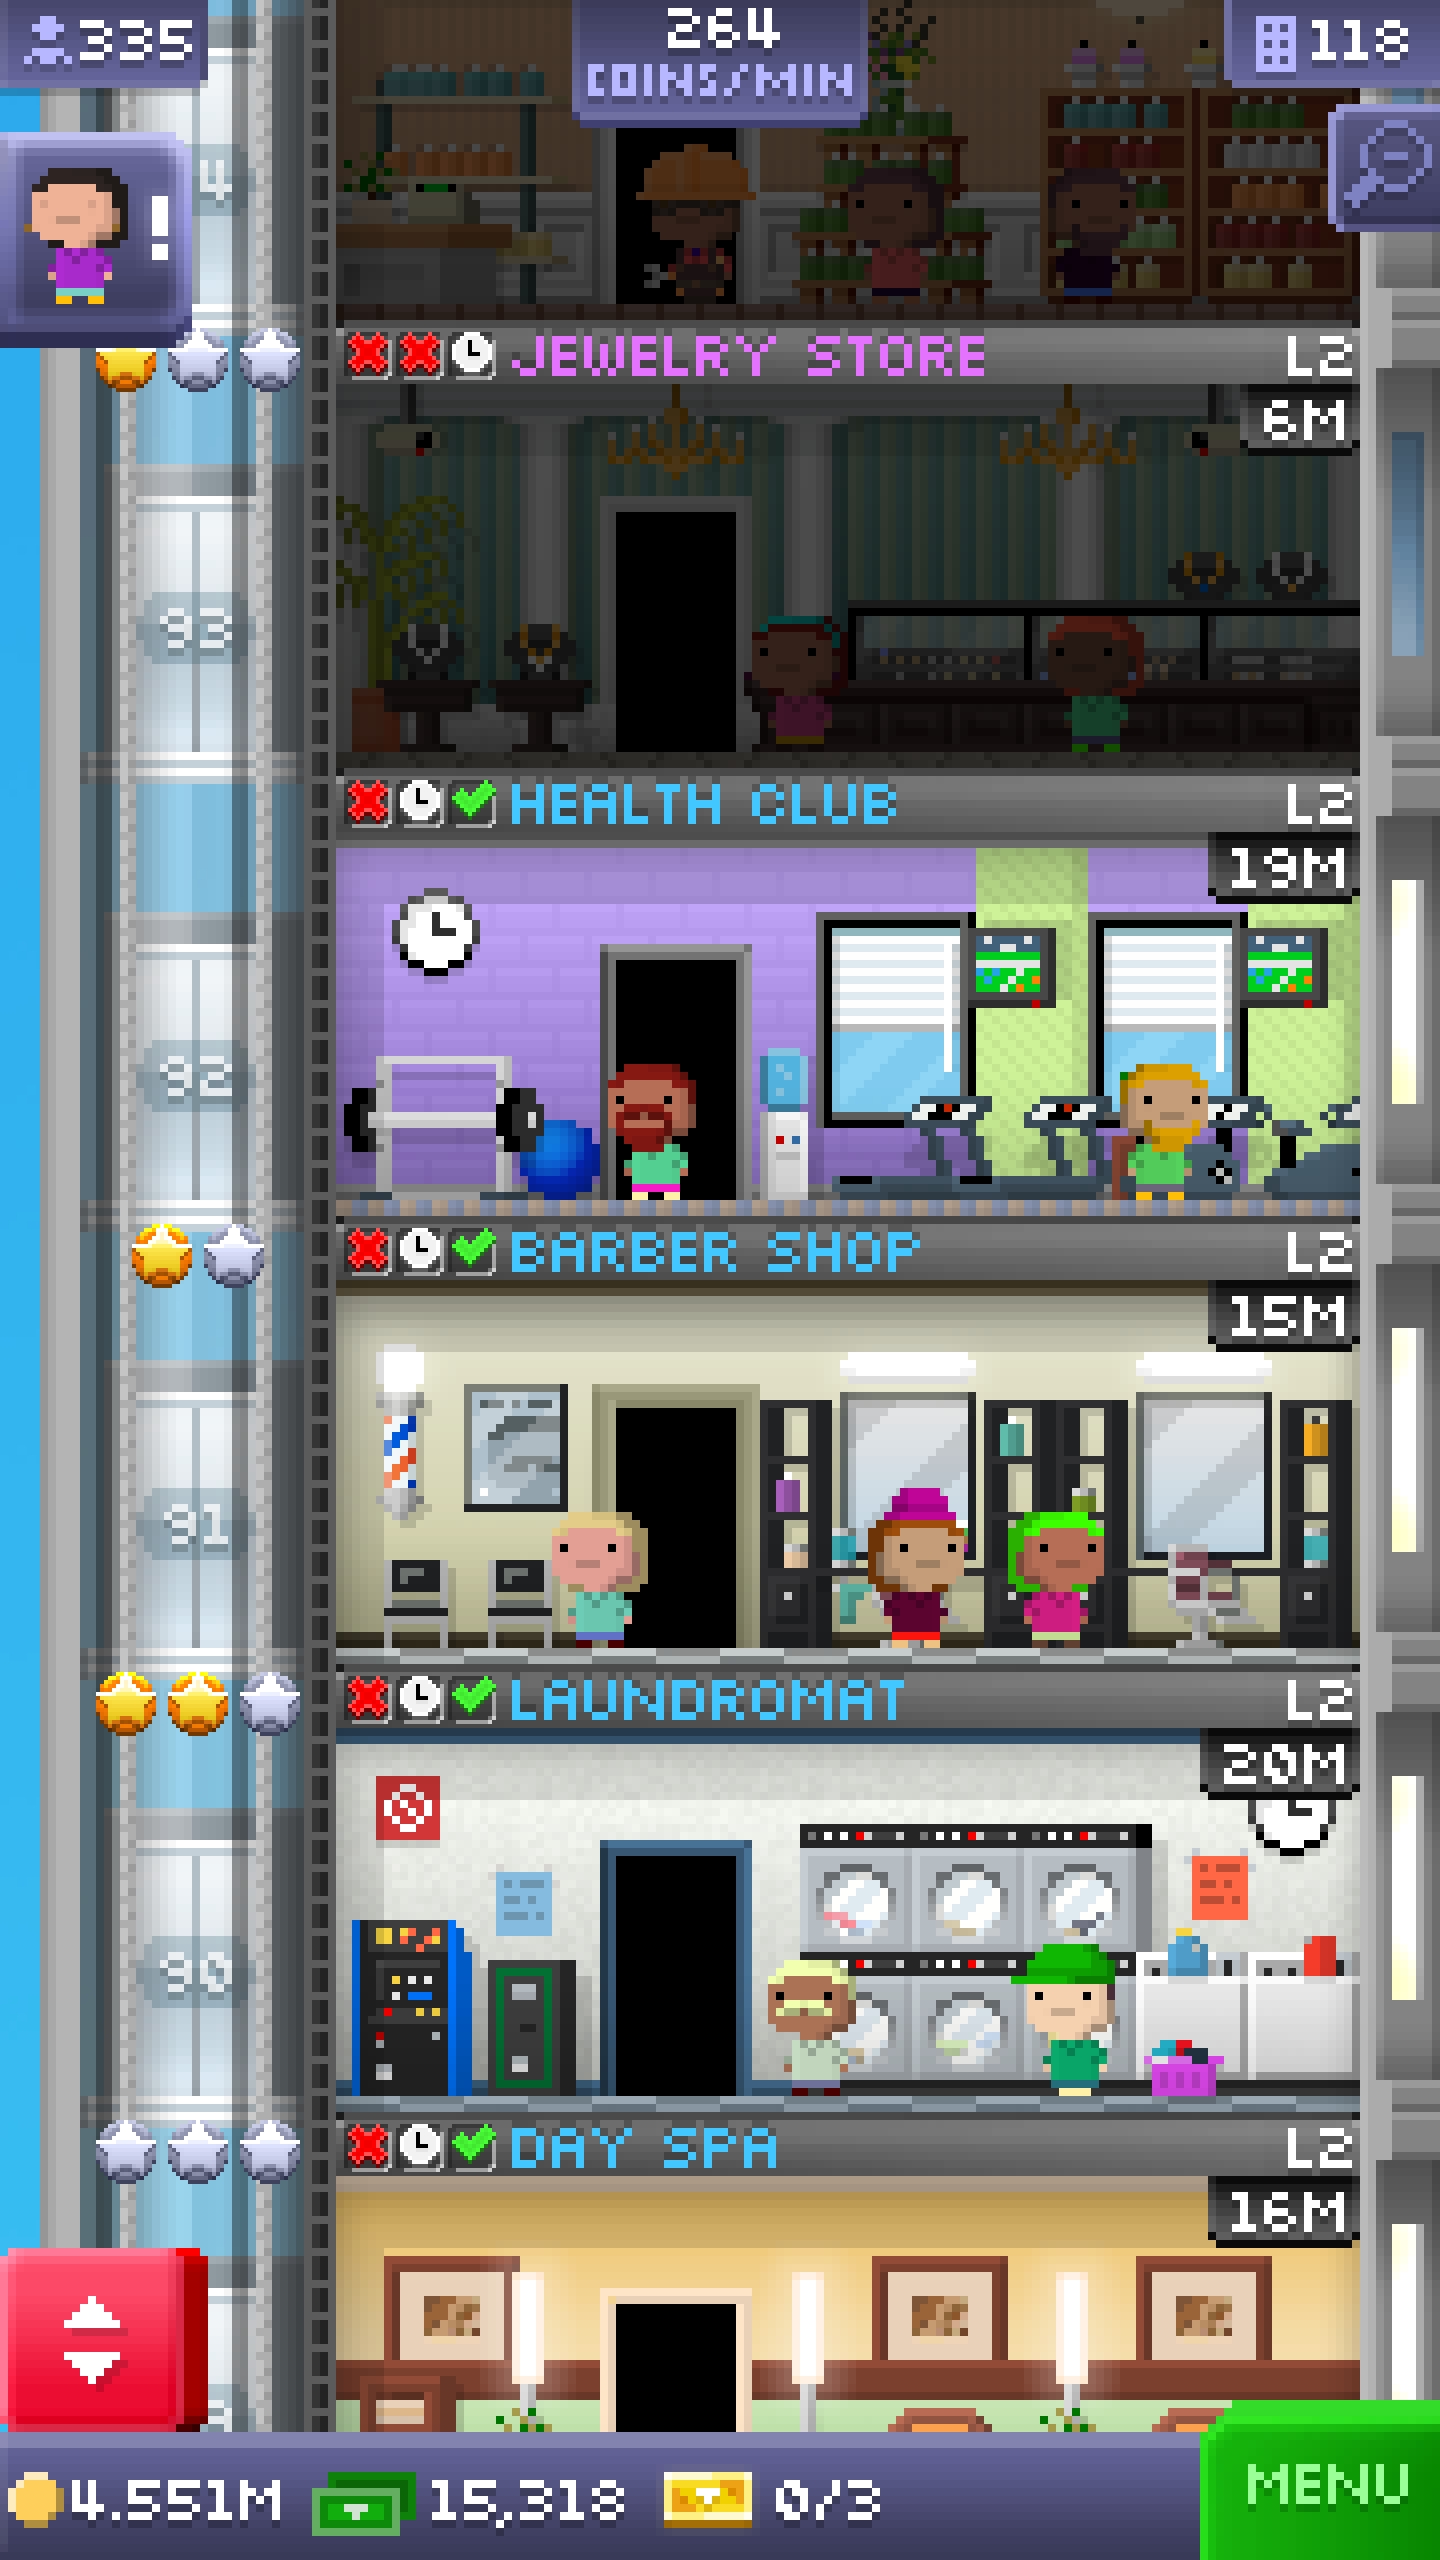 335
264
COINS/MIN
118
4
!
JEWELRY STORE L2
6M
93
HEALTH CLUB L2
19M
92
BARBER SHOP L2
15M
91
LAUNDROMAT L2
20M
90
DAY SPA L2
16M
4.551M 15,318 0/3
MENU